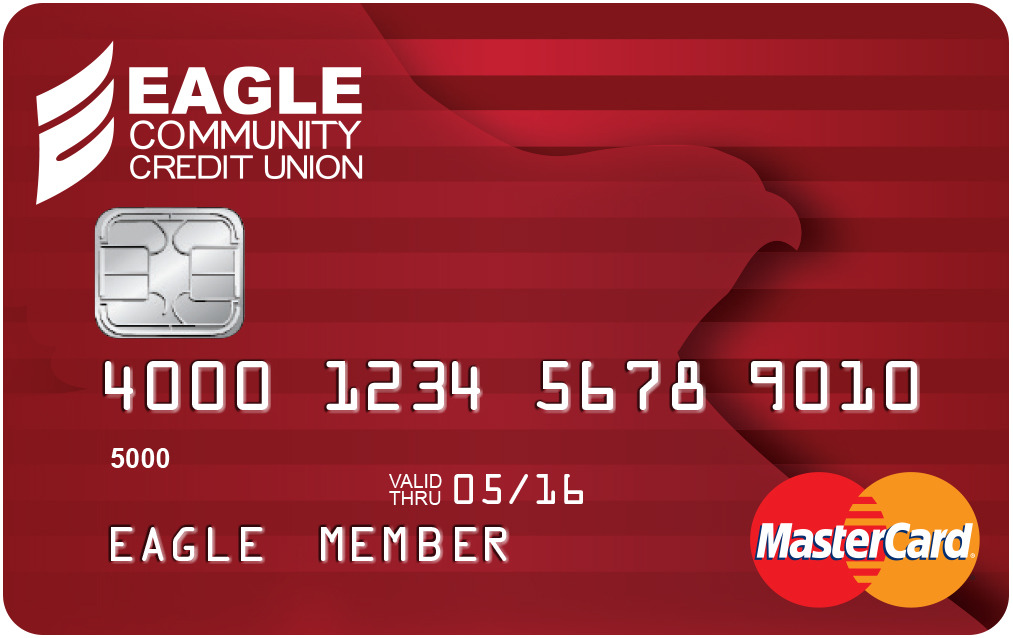 EAGLE
COMMUNITY
CREDIT UNION
4000 1234 5678 9010
5000
VALID THRU 05/16
EAGLE MEMBER
MasterCard